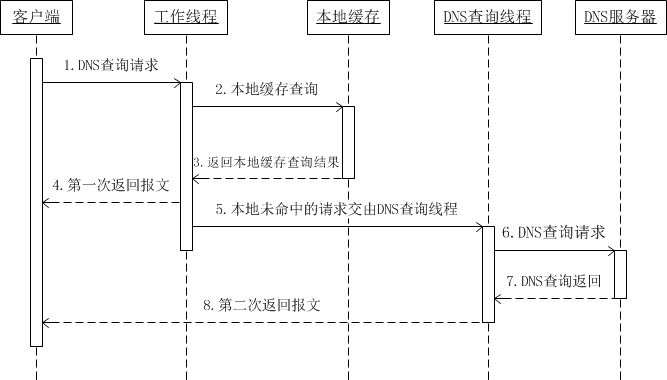 客户端
工作线程
本地缓存
DNS查询线程
DNS服务器
1.DNS查询请求
2.本地缓存查询
3.返回本地缓存查询结果
4.第一次返回报文
5.本地未命中的请求交由DNS查询线程
6.DNS查询请求
7.DNS查询返回
8.第二次返回报文